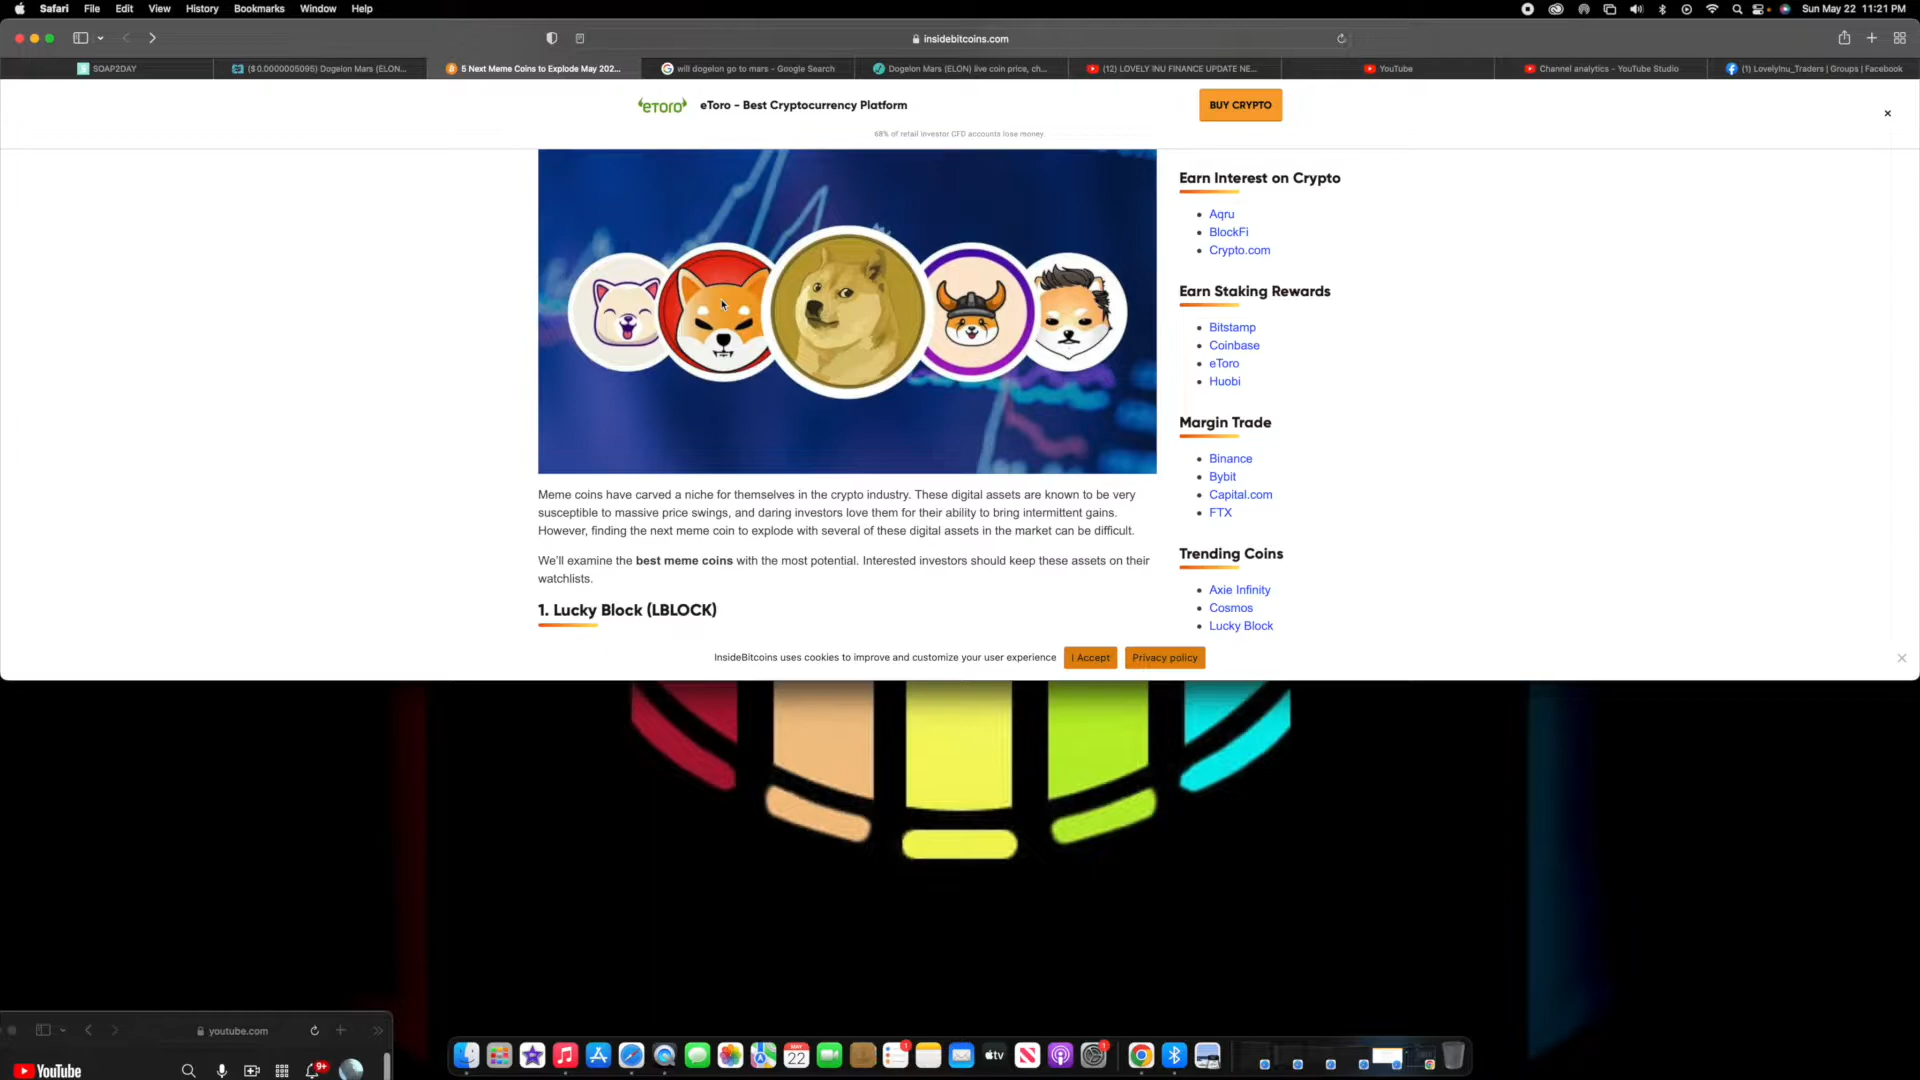 Safari File Edit View History Bookmarks Window Help
Sun May 22 11:21 PM
insidebitcoins.com
SOAP2DAY
($0.0000005095) Dogelon Mars (ELON...
5 Next Meme Coins to Explode May 202...
will dogelon go to mars - Google Search
Dogelon Mars (ELON) live coin price, ch...
(12) LOVELY INU FINANCE UPDATE NE...
YouTube
Channel analytics - YouTube Studio
(1) LovelyInu_Traders | Groups | Facebook
eToro eToro - Best Cryptocurrency Platform
BUY CRYPTO
68% of retail investor CFD accounts lose money.
Meme coins have carved a niche for themselves in the crypto industry. These digital assets are known to be very
susceptible to massive price swings, and daring investors love them for their ability to bring intermittent gains.
However, finding the next meme coin to explode with several of these digital assets in the market can be difficult.
We'll examine the best meme coins with the most potential. Interested investors should keep these assets on their
watchlists.
1. Lucky Block (LBLOCK)
Earn Interest on Crypto
Aqru
BlockFi
Crypto.com
Earn Staking Rewards
Bitstamp
Coinbase
eToro
Huobi
Margin Trade
Binance
Bybit
Capital.com
FTX
Trending Coins
Axie Infinity
Cosmos
Lucky Block
InsideBitcoins uses cookies to improve and customize your user experience
I Accept
Privacy policy
youtube.com
YouTube
9+
MAY
22
1
tv
1